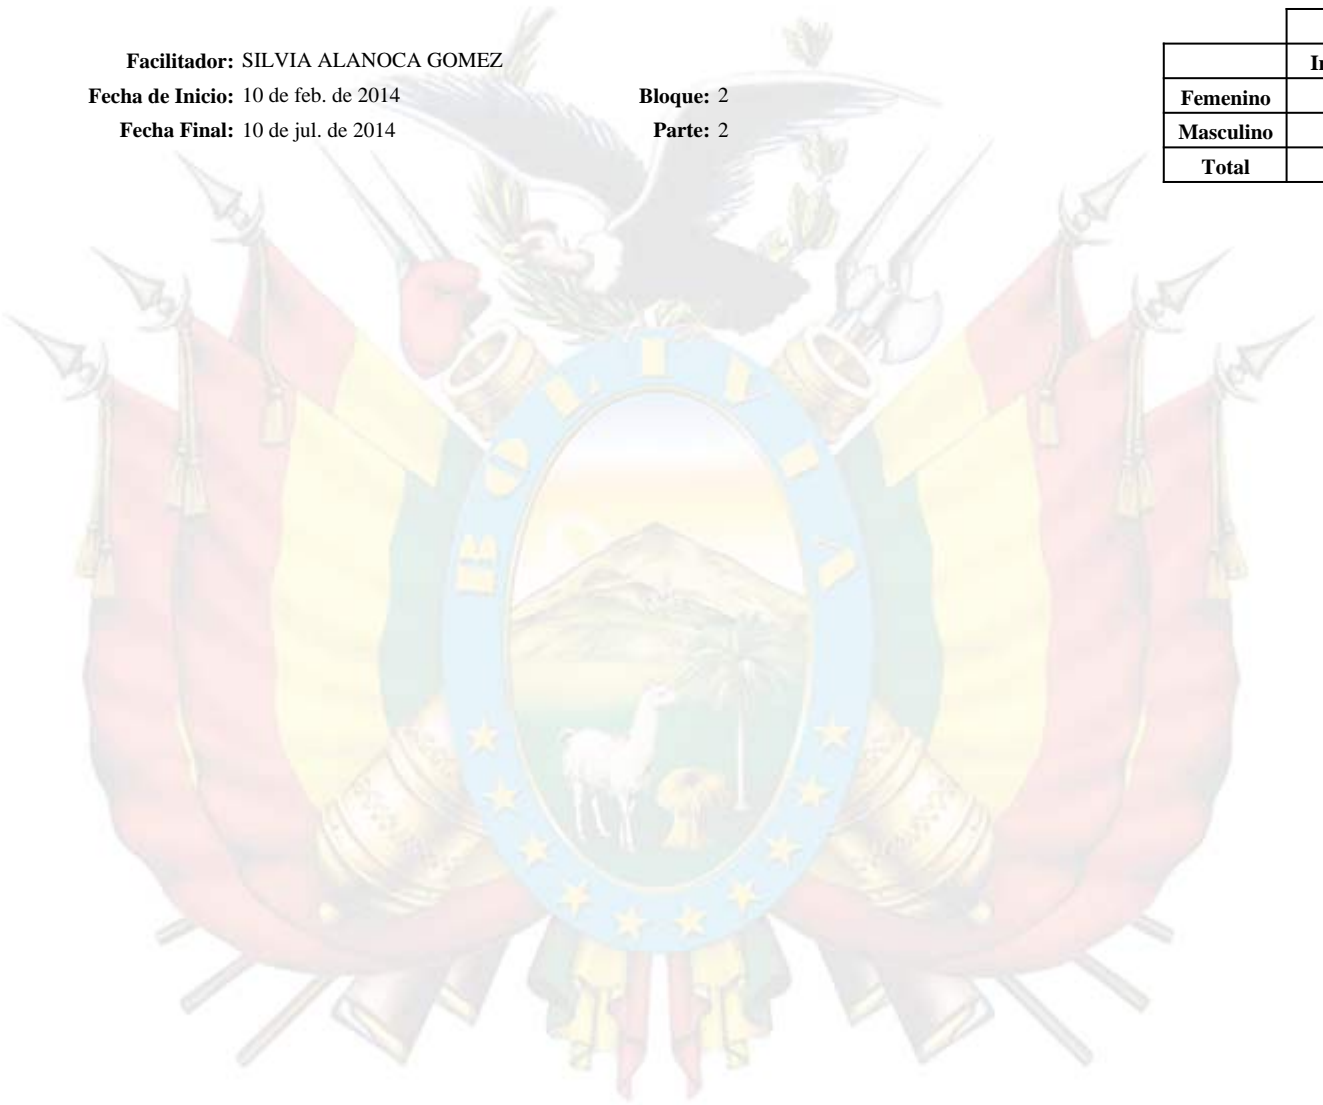 Facilitador: SILVIA ALANOCA GOMEZ
Fecha de Inicio: 10 de feb. de 2014 Bloque: 2
Fecha Final: 10 de jul. de 2014 Parte: 2
Femenino
Masculino
Total
BOLIVIA